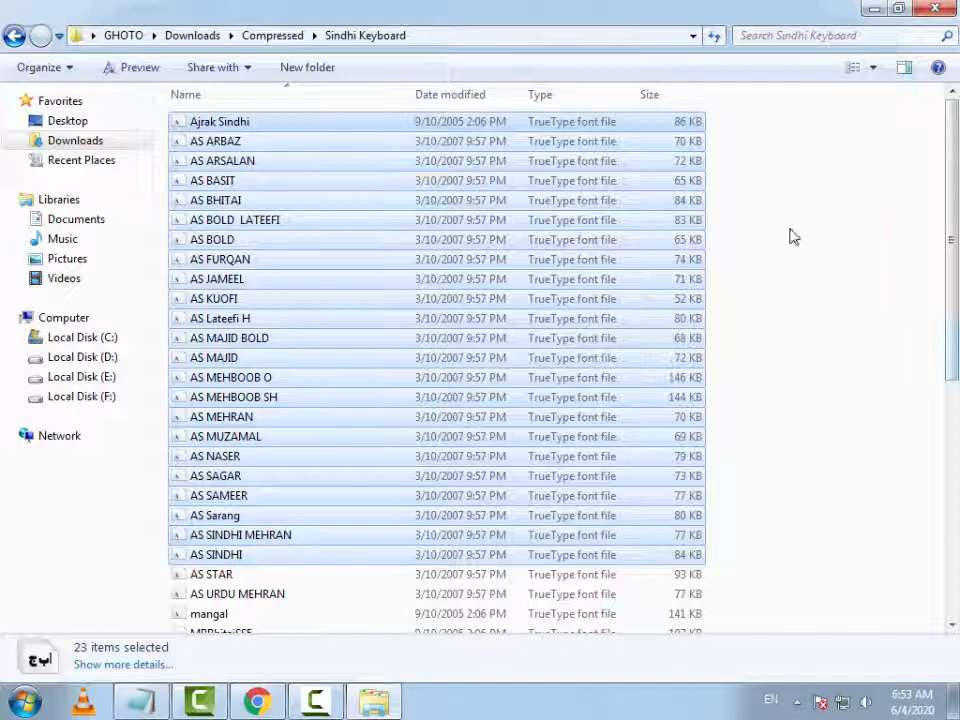 GHOTO Downloads Compressed Sindhi Keyboard
Search Sindhi Keyboard
Organize Preview Share with New folder
Name Date modified Type Size
Favorites
Desktop
Downloads
Recent Places
Libraries
Documents
Music
Pictures
Videos
Computer
Local Disk (C:)
Local Disk (D:)
Local Disk (E:)
Local Disk (F:)
Network
Ajrak Sindhi 9/10/2005 2:06 PM TrueType font file 86 KB
AS ARBAZ 3/10/2007 9:57 PM TrueType font file 70 KB
AS ARSALAN 3/10/2007 9:57 PM TrueType font file 72 KB
AS BASIT 3/10/2007 9:57 PM TrueType font file 65 KB
AS BHITAI 3/10/2007 9:57 PM TrueType font file 84 KB
AS BOLD LATEEFI 3/10/2007 9:57 PM TrueType font file 83 KB
AS BOLD 3/10/2007 9:57 PM TrueType font file 65 KB
AS FURQAN 3/10/2007 9:57 PM TrueType font file 74 KB
AS JAMEEL 3/10/2007 9:57 PM TrueType font file 71 KB
AS KUOFI 3/10/2007 9:57 PM TrueType font file 52 KB
AS Lateefi H 3/10/2007 9:57 PM TrueType font file 80 KB
AS MAJID BOLD 3/10/2007 9:57 PM TrueType font file 68 KB
AS MAJID 3/10/2007 9:57 PM TrueType font file 72 KB
AS MEHBOOB O 3/10/2007 9:57 PM TrueType font file 146 KB
AS MEHBOOB SH 3/10/2007 9:57 PM TrueType font file 144 KB
AS MEHRAN 3/10/2007 9:57 PM TrueType font file 70 KB
AS MUZAMAL 3/10/2007 9:57 PM TrueType font file 69 KB
AS NASER 3/10/2007 9:57 PM TrueType font file 79 KB
AS SAGAR 3/10/2007 9:57 PM TrueType font file 73 KB
AS SAMEER 3/10/2007 9:57 PM TrueType font file 77 KB
AS Sarang 3/10/2007 9:57 PM TrueType font file 80 KB
AS SINDHI MEHRAN 3/10/2007 9:57 PM TrueType font file 77 KB
AS SINDHI 3/10/2007 9:57 PM TrueType font file 84 KB
AS STAR 3/10/2007 9:57 PM TrueType font file 93 KB
AS URDU MEHRAN 3/10/2007 9:57 PM TrueType font file 77 KB
mangal 9/10/2005 2:06 PM TrueType font file 141 KB
23 items selected
Show more details...
EN
6:53 AM
6/4/2020